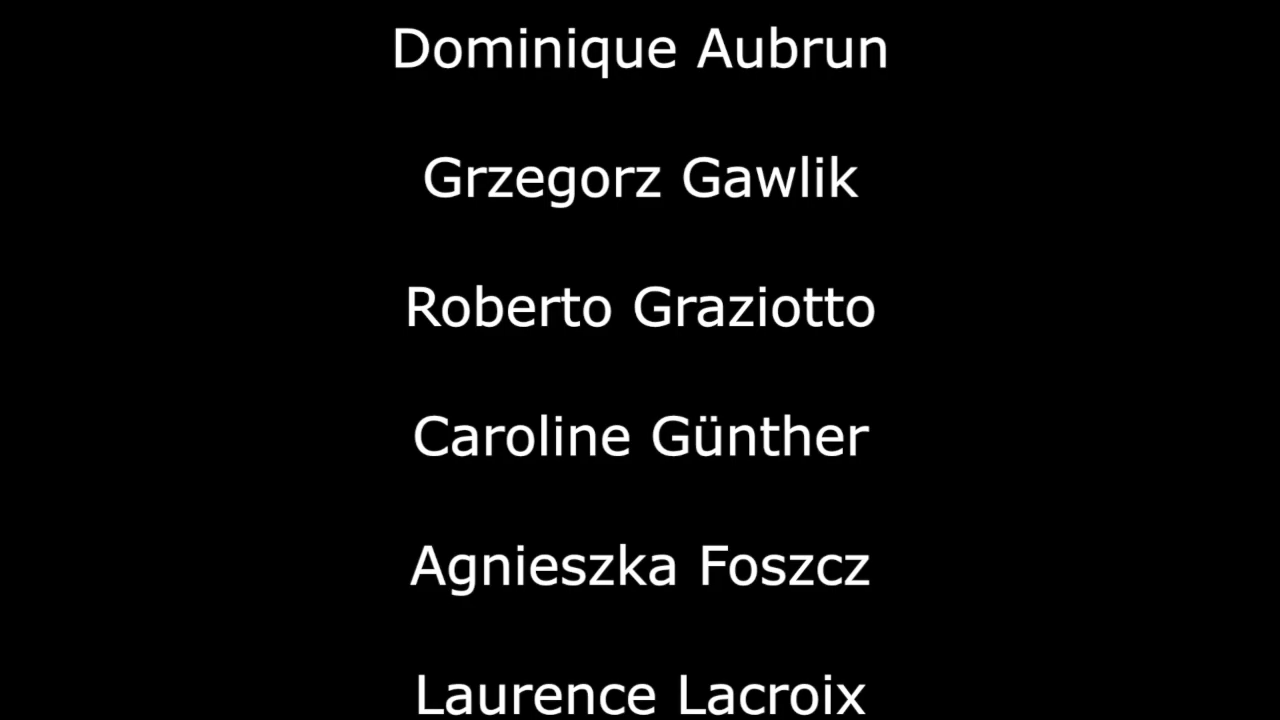 Dominique Aubrun
Grzegorz Gawlik
Roberto Graziotto
Caroline Günther
Agnieszka Foszcz
Laurence Lacroix